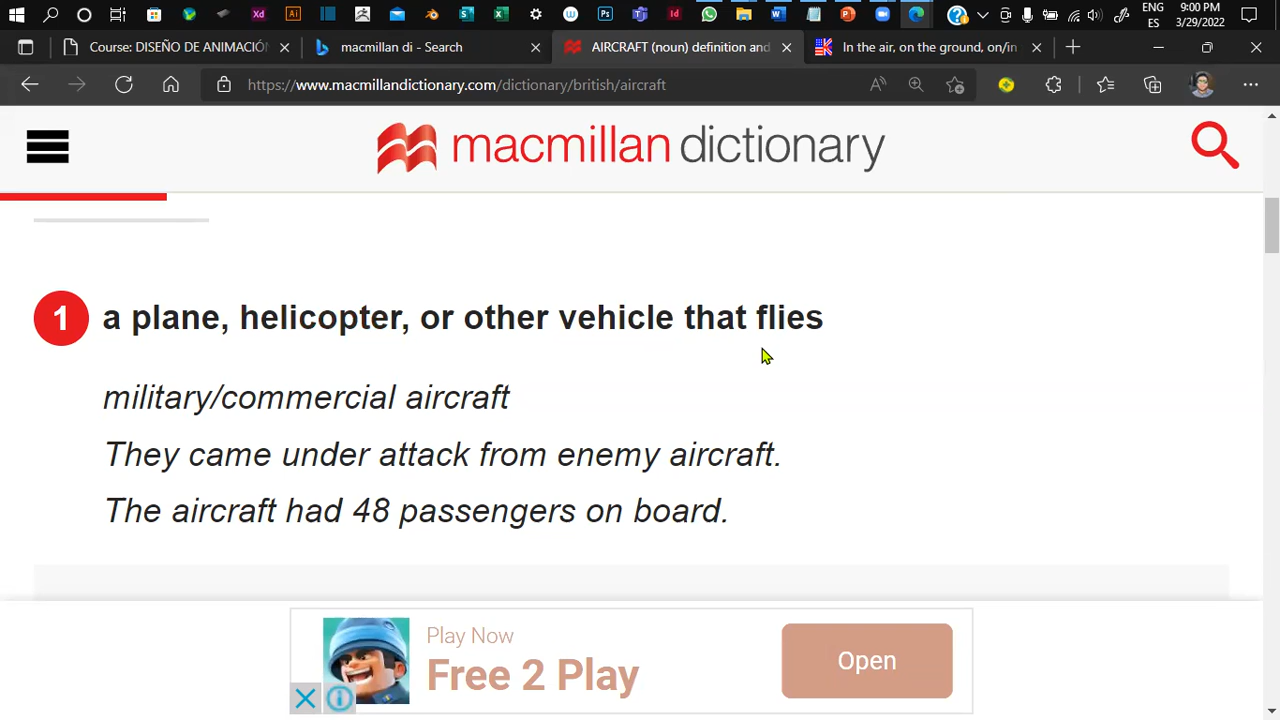 ENG 9:00 PM
ES 3/29/2022
Course: DISEÑO DE ANIMACIÓN
macmillan di - Search
AIRCRAFT (noun) definition and
In the air, on the ground, on/in
https://www.macmillandictionary.com/dictionary/british/aircraft
macmillan dictionary
1 a plane, helicopter, or other vehicle that flies
military/commercial aircraft
They came under attack from enemy aircraft.
The aircraft had 48 passengers on board.
Play Now
Free 2 Play
Open